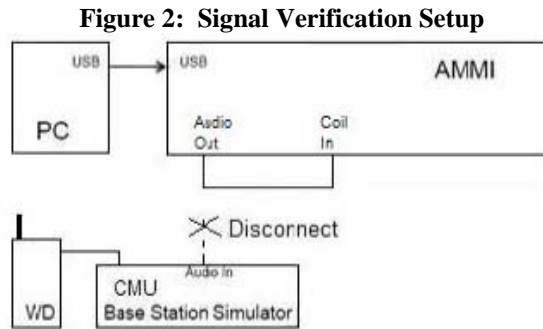 Figure 2:  Signal Verification Setup
USB
USB
AMMI
PC
Audio
Out
Coil
In
Disconnect
Audio In
CMU
WD
Base Station Simulator